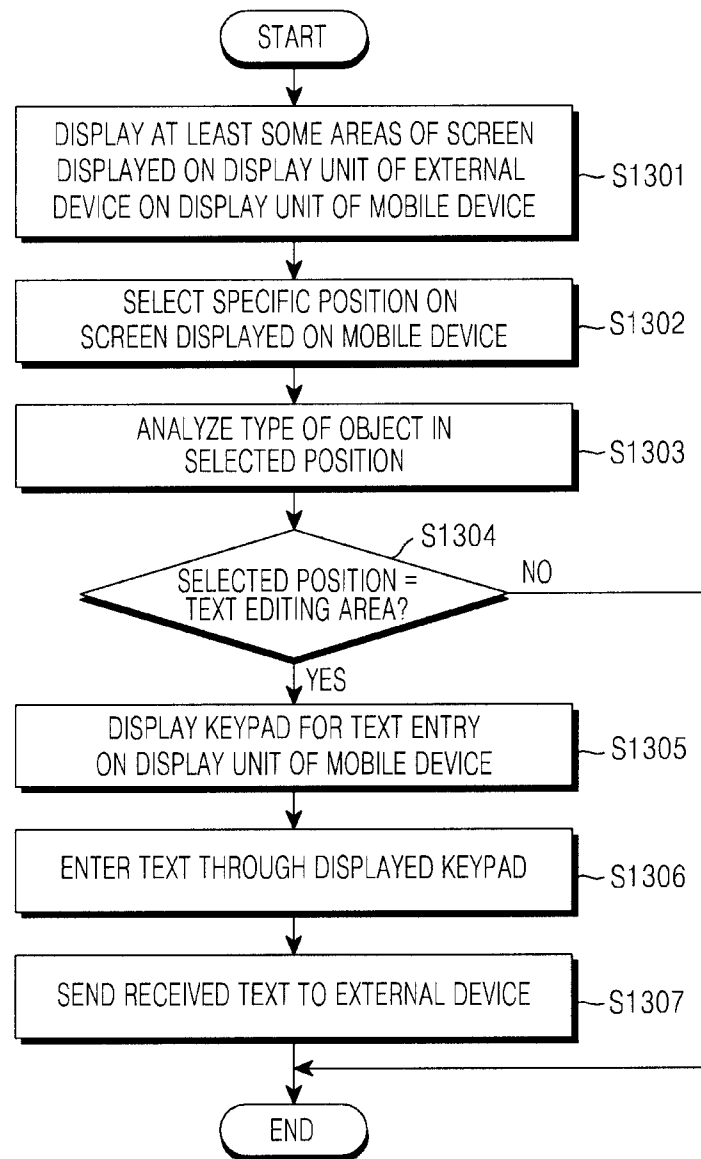 START
DISPLAY AT LEAST SOME AREAS OF SCREEN
DISPLAYED ON DISPLAY UNIT OF EXTERNAL
DEVICE ON DISPLAY UNIT OF MOBILE DEVICE
S1301
SELECT SPECIFIC POSITION ON
SCREEN DISPLAYED ON MOBILE DEVICE
S1302
ANALYZE TYPE OF OBJECT IN
SELECTED POSITION
S1303
S1304
SELECTED POSITION =
TEXT EDITING AREA?
NO
YES
DISPLAY KEYPAD FOR TEXT ENTRY
ON DISPLAY UNIT OF MOBILE DEVICE
S1305
ENTER TEXT THROUGH DISPLAYED KEYPAD
S1306
SEND RECEIVED TEXT TO EXTERNAL DEVICE
S1307
END